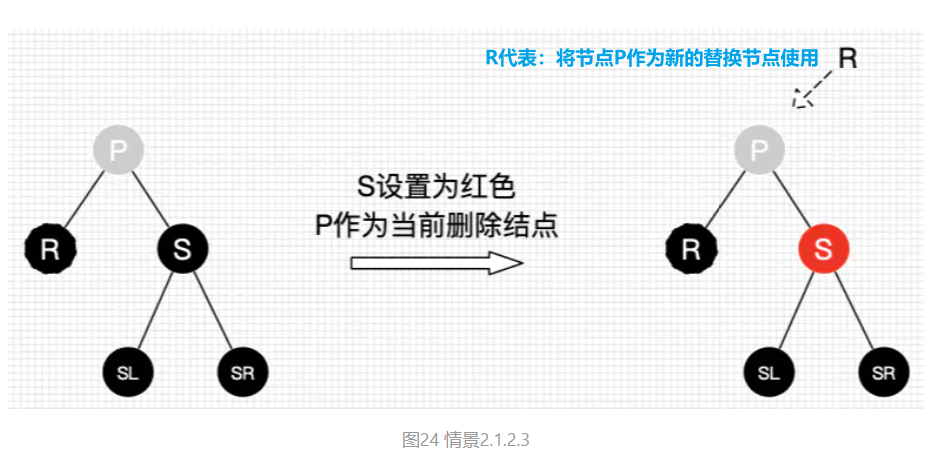 R代表：将节点P作为新的替换节点使用
R
P
R
S
SL
SR
S设置为红色
P作为当前删除结点
P
R
S
SL
SR
图24 情景2.1.2.3